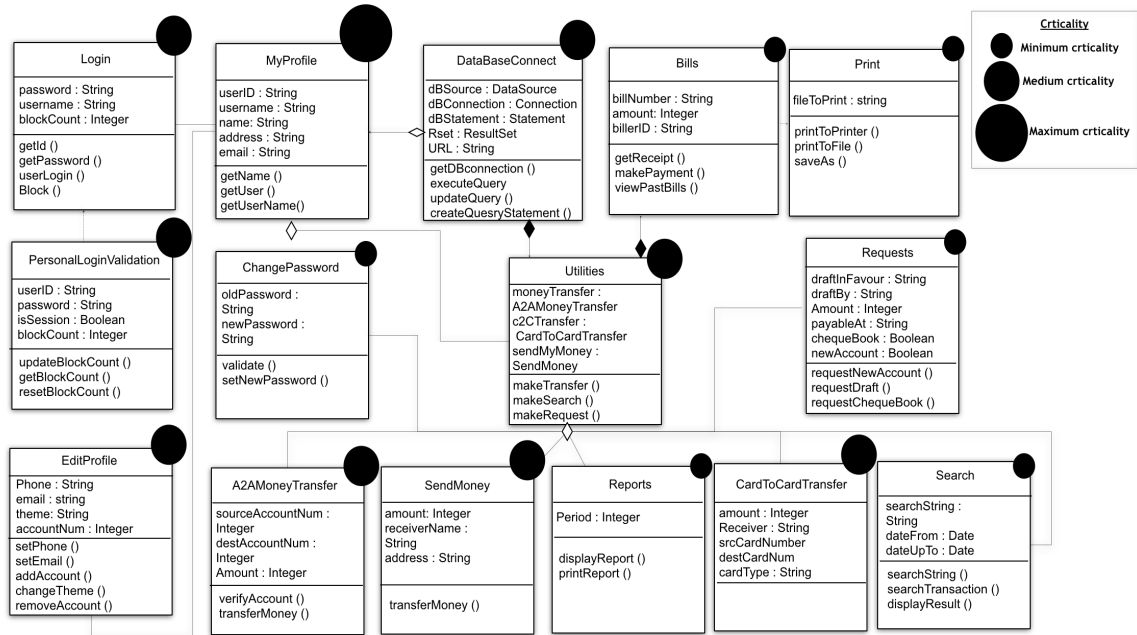 Login
password : String
username : String
blockCount : Integer
getId ()
getPassword ()
userLogin ()
Block ()
MyProfile
userID : String
username : String
name: String
address : String
email : String
getName ()
getUser ()
getUserName()
DataBaseConnect
dBSource : DataSource
dBConnection : Connection
dBStatement : Statement
Rset : ResultSet
URL : String
getDBconnection ()
executeQuery
updateQuery ()
createQuesryStatement ()
Bills
billNumber : String
amount: Integer
billerID : String
getReceipt ()
makePayment ()
viewPastBills ()
Print
fileToPrint : string
printToPrinter ()
printToFile ()
saveAs ()
Crticality
Minimum crticality
Medium crticality
Maximum crticality
PersonalLoginValidation
userID : String
password : String
isSession : Boolean
blockCount : Integer
updateBlockCount ()
getBlockCount ()
resetBlockCount ()
ChangePassword
oldPassword :
String
newPassword :
String
validate ()
setNewPassword ()
Utilities
moneyTransfer :
A2AMoneyTransfer
c2CTransfer :
CardToCardTransfer
sendMyMoney :
SendMoney
makeTransfer ()
makeSearch ()
makeRequest ()
Requests
draftInFavour : String
draftBy : String
Amount : Integer
payableAt : String
chequeBook : Boolean
newAccount : Boolean
requestNewAccount ()
requestDraft ()
requestChequeBook ()
EditProfile
Phone : String
email : string
theme: String
accountNum : Integer
setPhone ()
setEmail ()
addAccount ()
changeTheme ()
removeAccount ()
A2AMoneyTransfer
sourceAccountNum :
Integer
destAccountNum :
Integer
Amount : Integer
verifyAccount ()
transferMoney ()
SendMoney
amount: Integer
receiverName :
String
address : String
transferMoney ()
Reports
Period : Integer
displayReport ()
printReport ()
CardToCardTransfer
amount : Integer
Receiver : String
srcCardNumber
destCardNum
cardType : String
Search
searchString :
String
dateFrom : Date
dateUpTo : Date
searchString ()
searchTransaction ()
displayResult ()